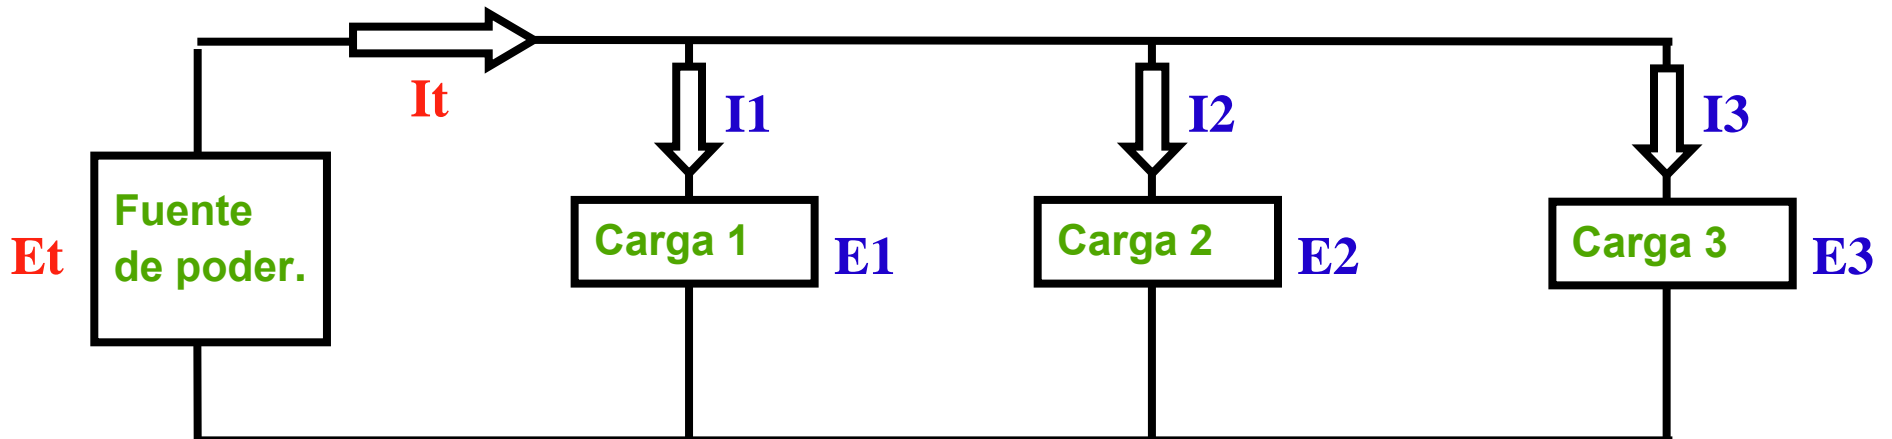 It
I1
I2
I3
Fuente
de poder.
Et
Carga 1
E1
Carga 2
E2
Carga 3
E3